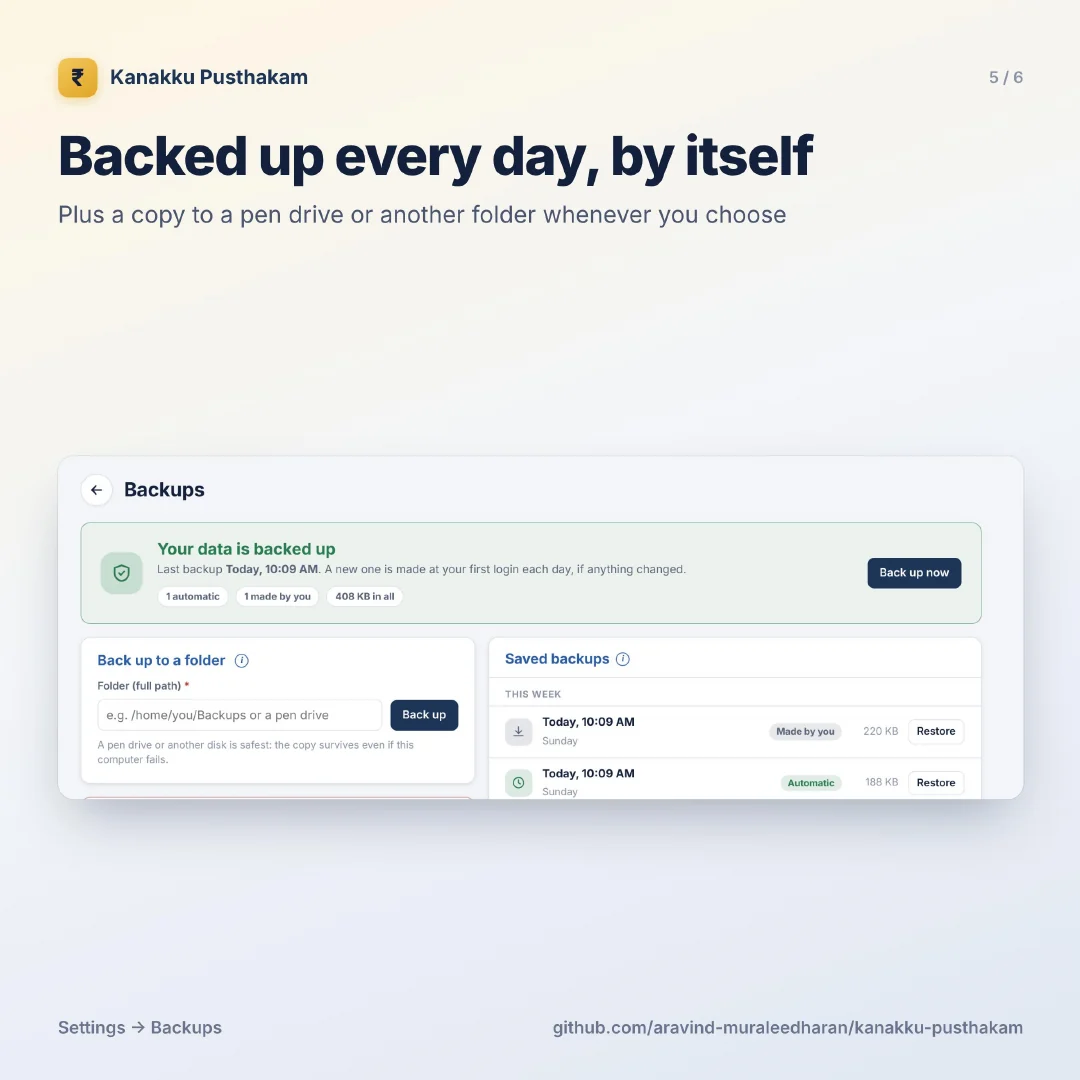 ₹ Kanakku Pusthakam
5 / 6
Backed up every day, by itself
Plus a copy to a pen drive or another folder whenever you choose
← Backups
Your data is backed up
Last backup Today, 10:09 AM. A new one is made at your first login each day, if anything changed.
1 automatic 1 made by you 408 KB in all
Back up now
Back up to a folder i
Folder (full path) *
e.g. /home/you/Backups or a pen drive
Back up
A pen drive or another disk is safest: the copy survives even if this
computer fails.
Saved backups i
THIS WEEK
Today, 10:09 AM
Sunday
Made by you 220 KB Restore
Today, 10:09 AM
Sunday
Automatic 188 KB Restore
Settings → Backups
github.com/aravind-muraleedharan/kanakku-pusthakam